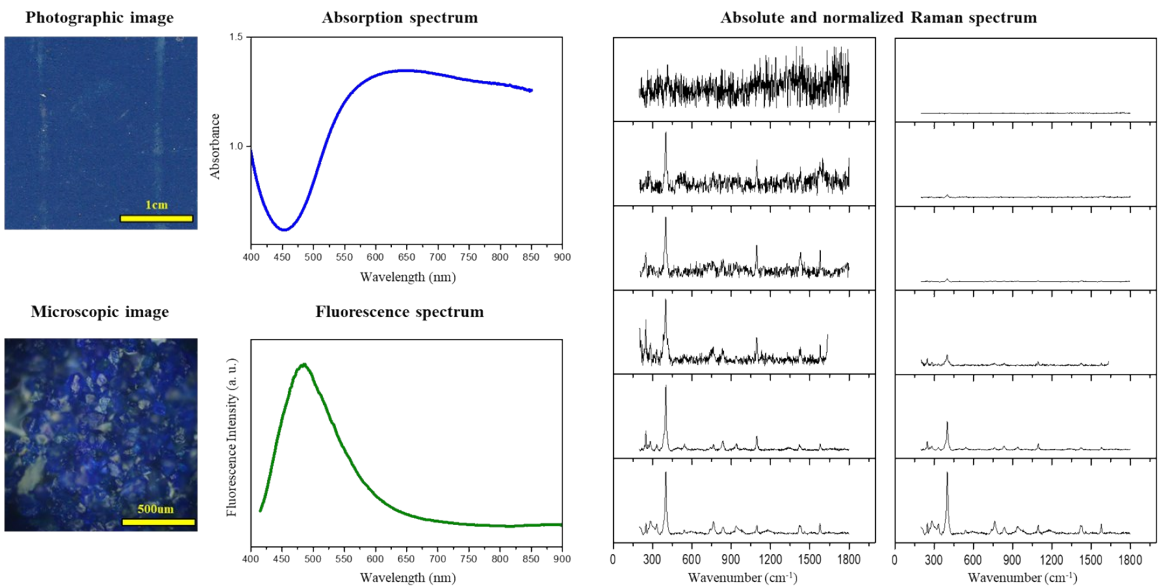 Photographic image
Absorption spectrum
Absolute and normalized Raman spectrum
1cm
1.5
1.0
Absorbance
400 450 500 550 600 650 700 750 800 850 900
Wavelength (nm)
Microscopic image
Fluorescence spectrum
500um
Fluorescence Intensity (a. u.)
400 450 500 550 600 650 700 750 800 850 900
Wavelength (nm)
0 300 600 900 1200 1500 1800
Wavenumber (cm-1)
0 300 600 900 1200 1500 1800
Wavenumber (cm-1)